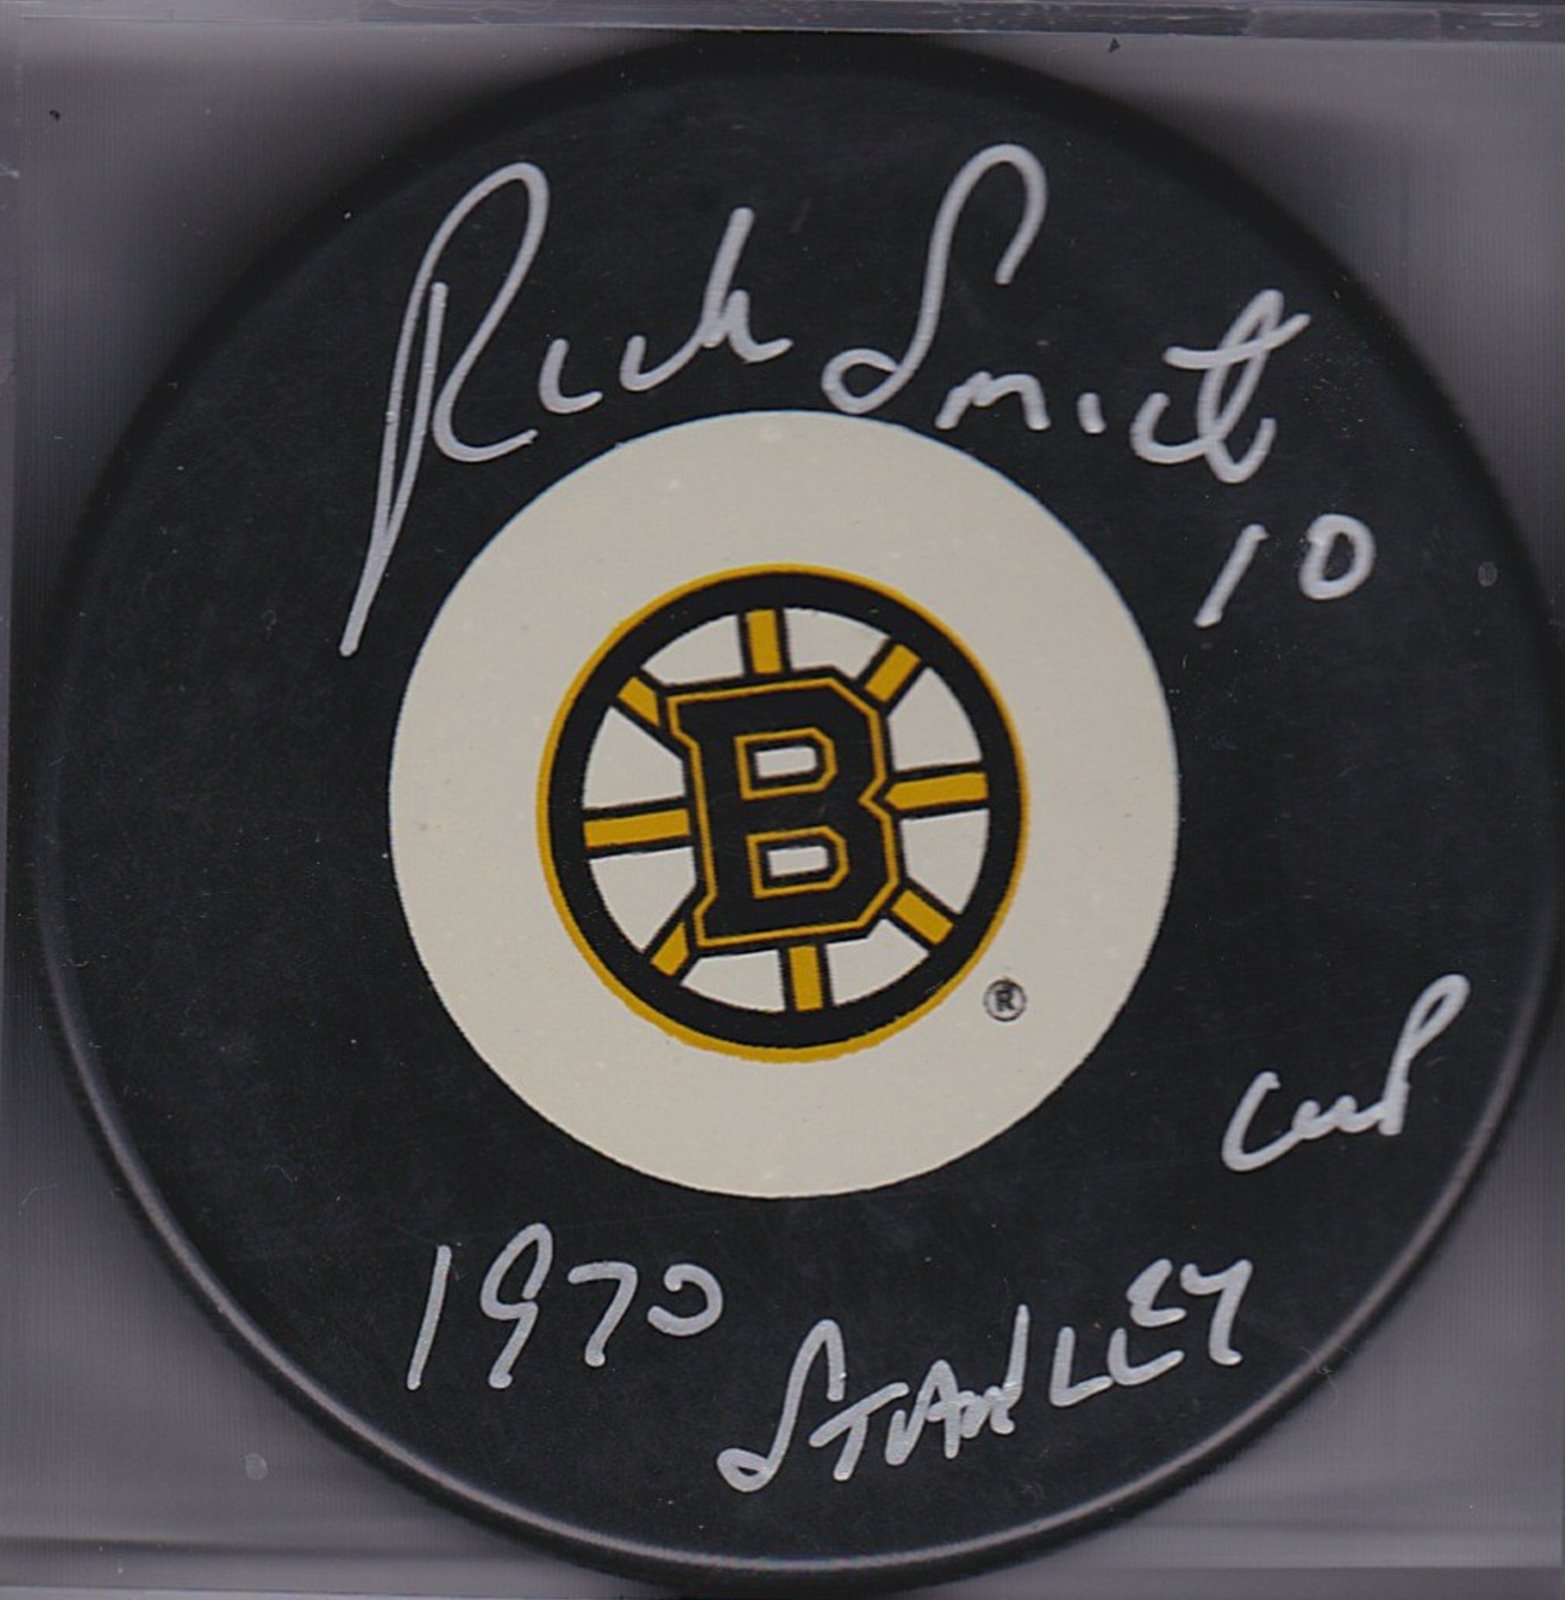 Rick Smith
10
B
®
CUP
1970 STANLEY